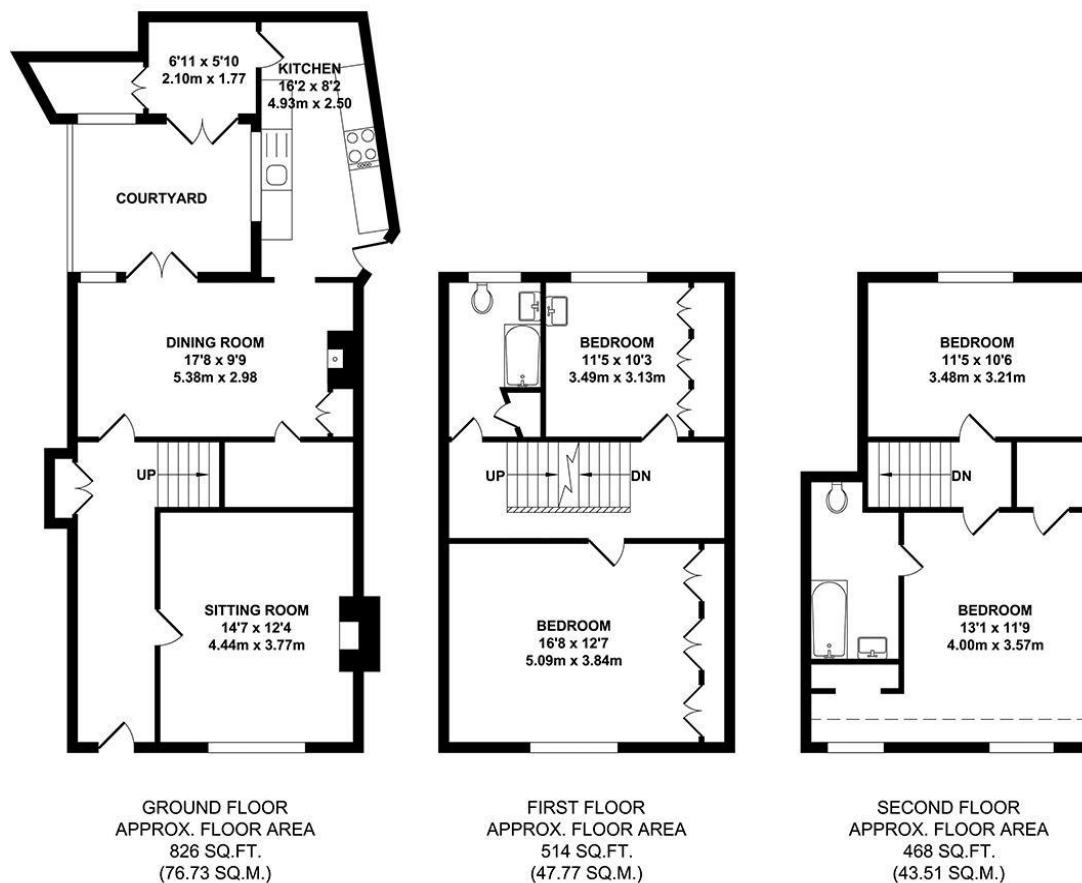 6'11 x 5'10
2.10m x 1.77
KITCHEN
16'2 x 8'2
4.93m x 2.50
COURTYARD
DINING ROOM
17'8 x 9'9
5.38m x 2.98
UP
SITTING ROOM
14'7 x 12'4
4.44m x 3.77m
GROUND FLOOR
APPROX. FLOOR AREA
826 SQ.FT.
(76.73 SQ.M.)
BEDROOM
11'5 x 10'3
3.49m x 3.13m
UP
DN
BEDROOM
16'8 x 12'7
5.09m x 3.84m
FIRST FLOOR
APPROX. FLOOR AREA
514 SQ.FT.
(47.77 SQ.M.)
BEDROOM
11'5 x 10'6
3.48m x 3.21m
DN
BEDROOM
13'1 x 11'9
4.00m x 3.57m
SECOND FLOOR
APPROX. FLOOR AREA
468 SQ.FT.
(43.51 SQ.M.)